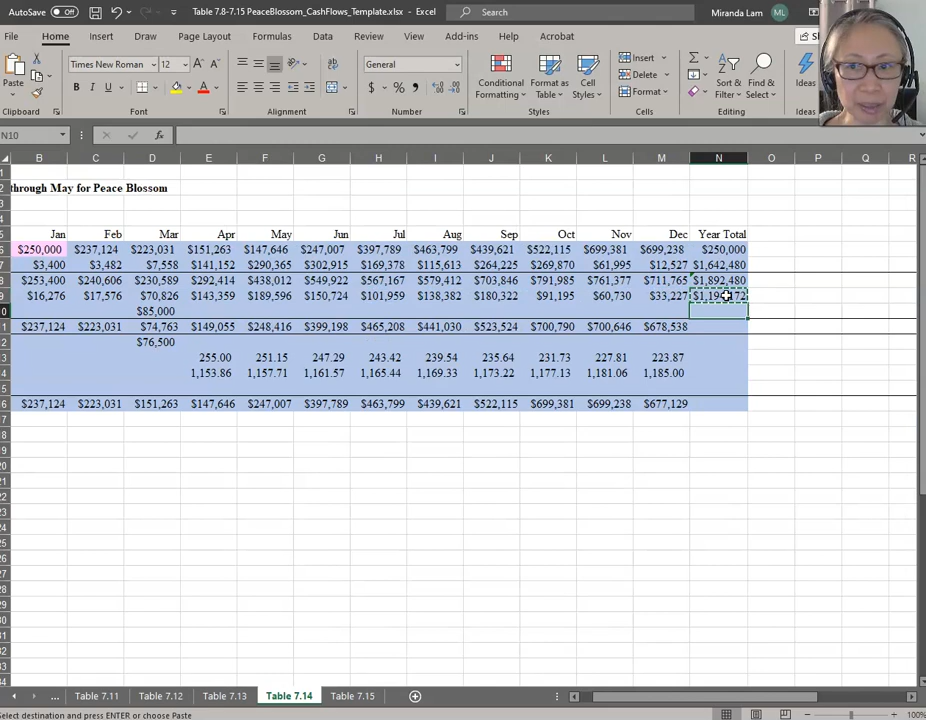 AutoSave Off Table 7.8-7.15 PeaceBlossom_CashFlows_Template.xlsx - Excel Search Miranda Lam ML
File Home Insert Draw Page Layout Formulas Data Review View Add-ins Help Acrobat
Times New Roman 12 General Conditional Formatting Format as Table Cell Styles Insert Delete Format Sort & Filter Find & Select Ideas
Paste
Clipboard Font Alignment Number Styles Cells Editing Ideas
N10 fx
B C D E F G H I J K L M N O P Q R
through May for Peace Blossom
Jan Feb Mar Apr May Jun Jul Aug Sep Oct Nov Dec Year Total
$250,000 $237,124 $223,031 $151,263 $147,646 $247,007 $397,789 $463,799 $439,621 $522,115 $699,381 $699,238 $250,000
$3,400 $3,482 $7,558 $141,152 $290,365 $302,915 $169,378 $115,613 $264,225 $269,870 $61,995 $12,527 $1,642,480
$253,400 $240,606 $230,589 $292,414 $438,012 $549,922 $567,167 $579,412 $703,846 $791,985 $761,377 $711,765 $1,892,480
$16,276 $17,576 $70,826 $143,359 $189,596 $150,724 $101,959 $138,382 $180,322 $91,195 $60,730 $33,227
$85,000
$237,124 $223,031 $74,763 $149,055 $248,416 $399,198 $465,208 $441,030 $523,524 $700,790 $700,646 $678,538
$76,500
255.00 251.15 247.29 243.42 239.54 235.64 231.73 227.81 223.87
1,153.86 1,157.71 1,161.57 1,165.44 1,169.33 1,173.22 1,177.13 1,181.06 1,185.00
$237,124 $223,031 $151,263 $147,646 $247,007 $397,789 $463,799 $439,621 $522,115 $699,381 $699,238 $677,129
... Table 7.11 Table 7.12 Table 7.13 Table 7.14 Table 7.15
Select destination and press ENTER or choose Paste 100%